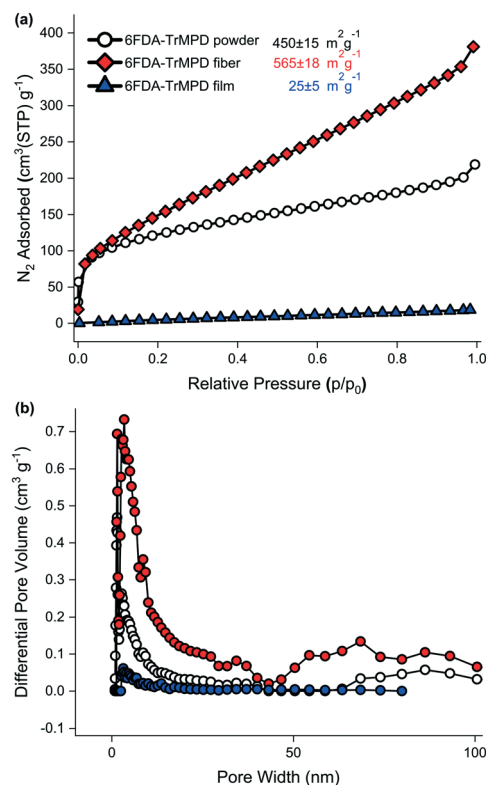 (a)
6FDA-TrMPD powder 450±15 m²g⁻¹
6FDA-TrMPD fiber 565±18 m²g⁻¹
6FDA-TrMPD film 25±5 m²g⁻¹
N₂ Adsorbed (cm³(STP) g⁻¹)
400
350
300
250
200
150
100
50
0
0.0 0.2 0.4 0.6 0.8 1.0
Relative Pressure (p/p₀)
(b)
Differential Pore Volume (cm³ g⁻¹)
0.7
0.6
0.5
0.4
0.3
0.2
0.1
0.0
-0.1
0 50 100
Pore Width (nm)